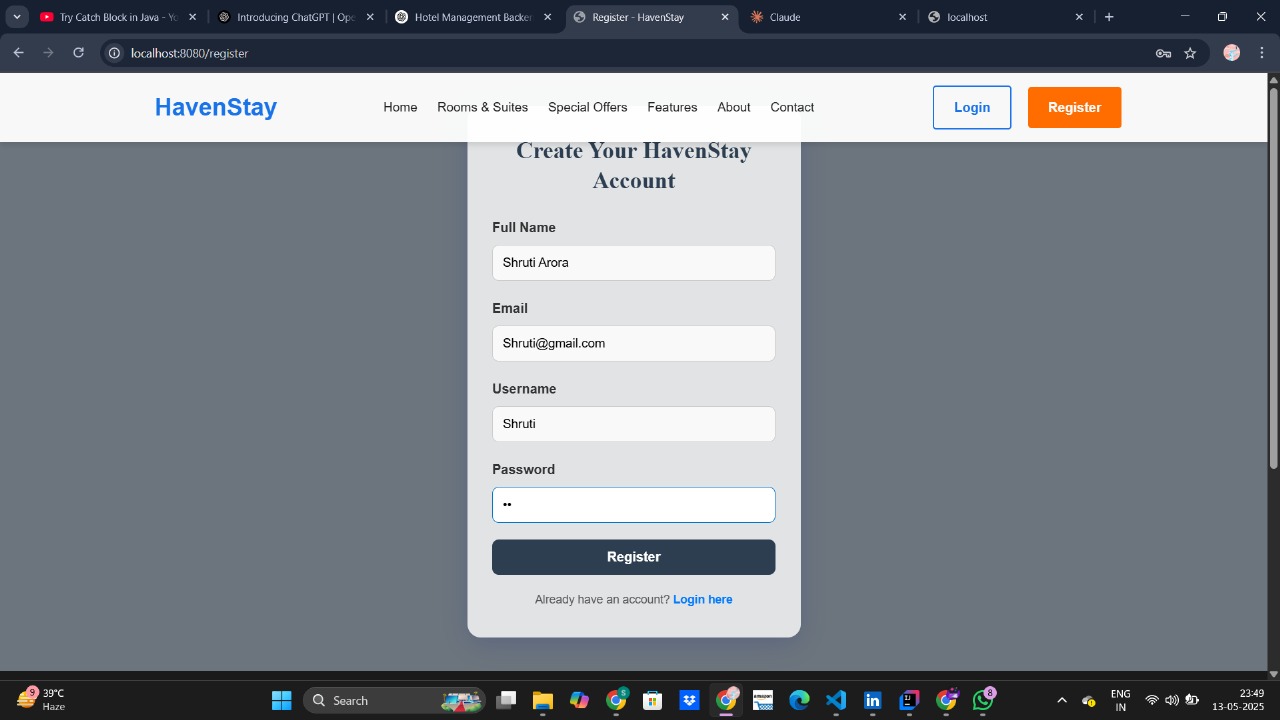 Try Catch Block in Java - Yo
Introducing ChatGPT | Ope
Hotel Management Backen
Register - HavenStay
Claude
localhost
localhost:8080/register
HavenStay
Home
Rooms & Suites
Special Offers
Features
About
Contact
Login
Register
Create Your HavenStay
Account
Full Name
Shruti Arora
Email
Shruti@gmail.com
Username
Shruti
Password
••
Register
Already have an account? Login here
9
39°C
Haze
Search
S
8
ENG
IN
23:49
13-05-2025